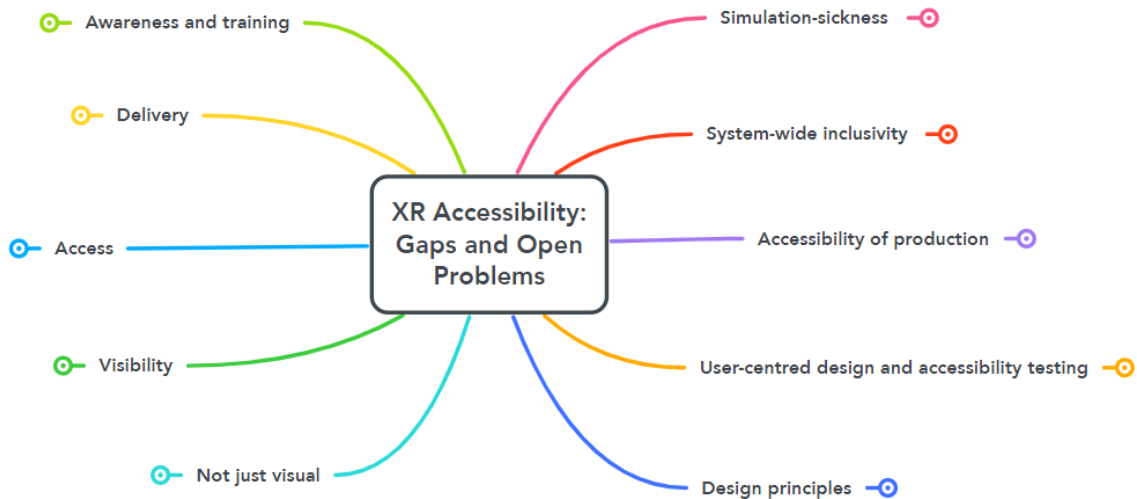 XR Accessibility:
Gaps and Open
Problems
Simulation-sickness
System-wide inclusivity
Accessibility of production
User-centred design and accessibility testing
Design principles
Awareness and training
Delivery
Access
Visibility
Not just visual